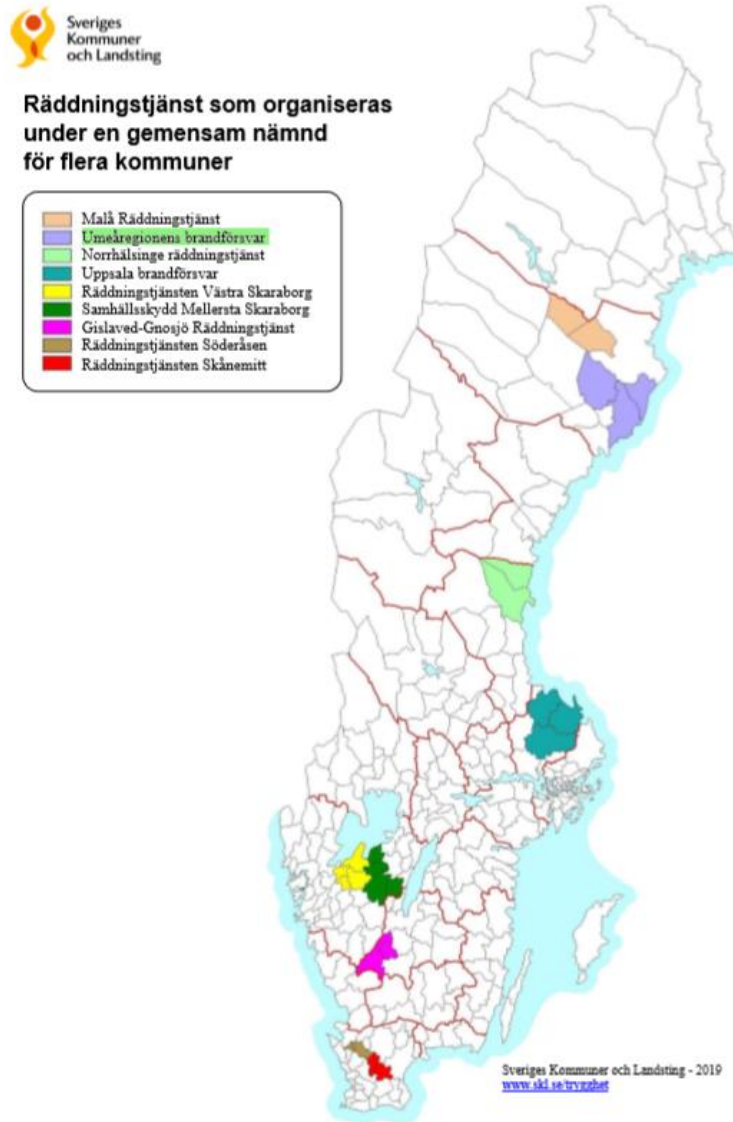 Sveriges
Kommuner
och Landsting
Räddningstjänst som organiseras
under en gemensam nämnd
för flera kommuner
Malå Räddningstjänst
Umeåregionens brandförsvar
Norrhälsinge räddningstjänst
Uppsala brandförsvar
Räddningstjänsten Västra Skaraborg
Samhällsskydd Mellersta Skaraborg
Gislaved-Gnosjö Räddningstjänst
Räddningstjänsten Söderåsen
Räddningstjänsten Skånemitt
Sveriges Kommuner och Landsting - 2019
www.skl.se/trygghet